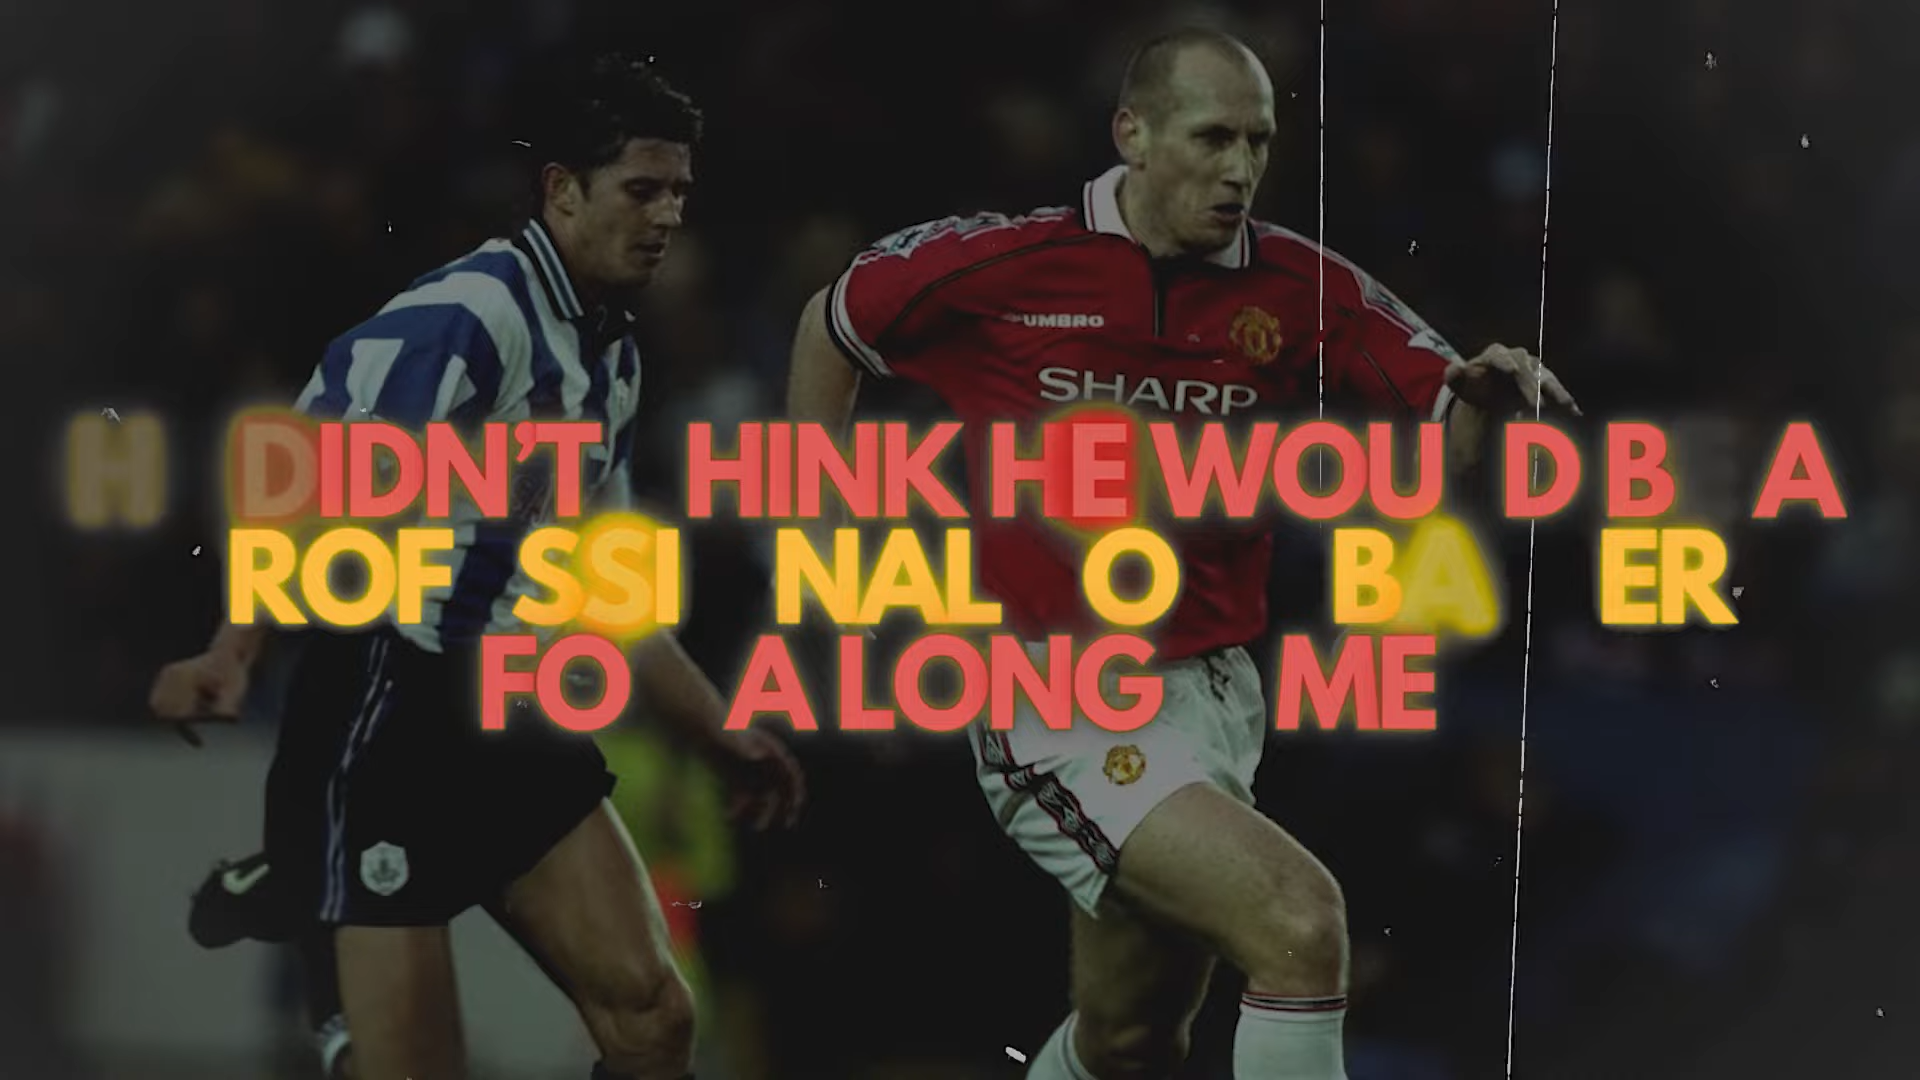 UMBRO
SHARP
H DIDN'T HINK HE WOU D B A
ROF SSI NAL O BA ER
FO A LONG ME